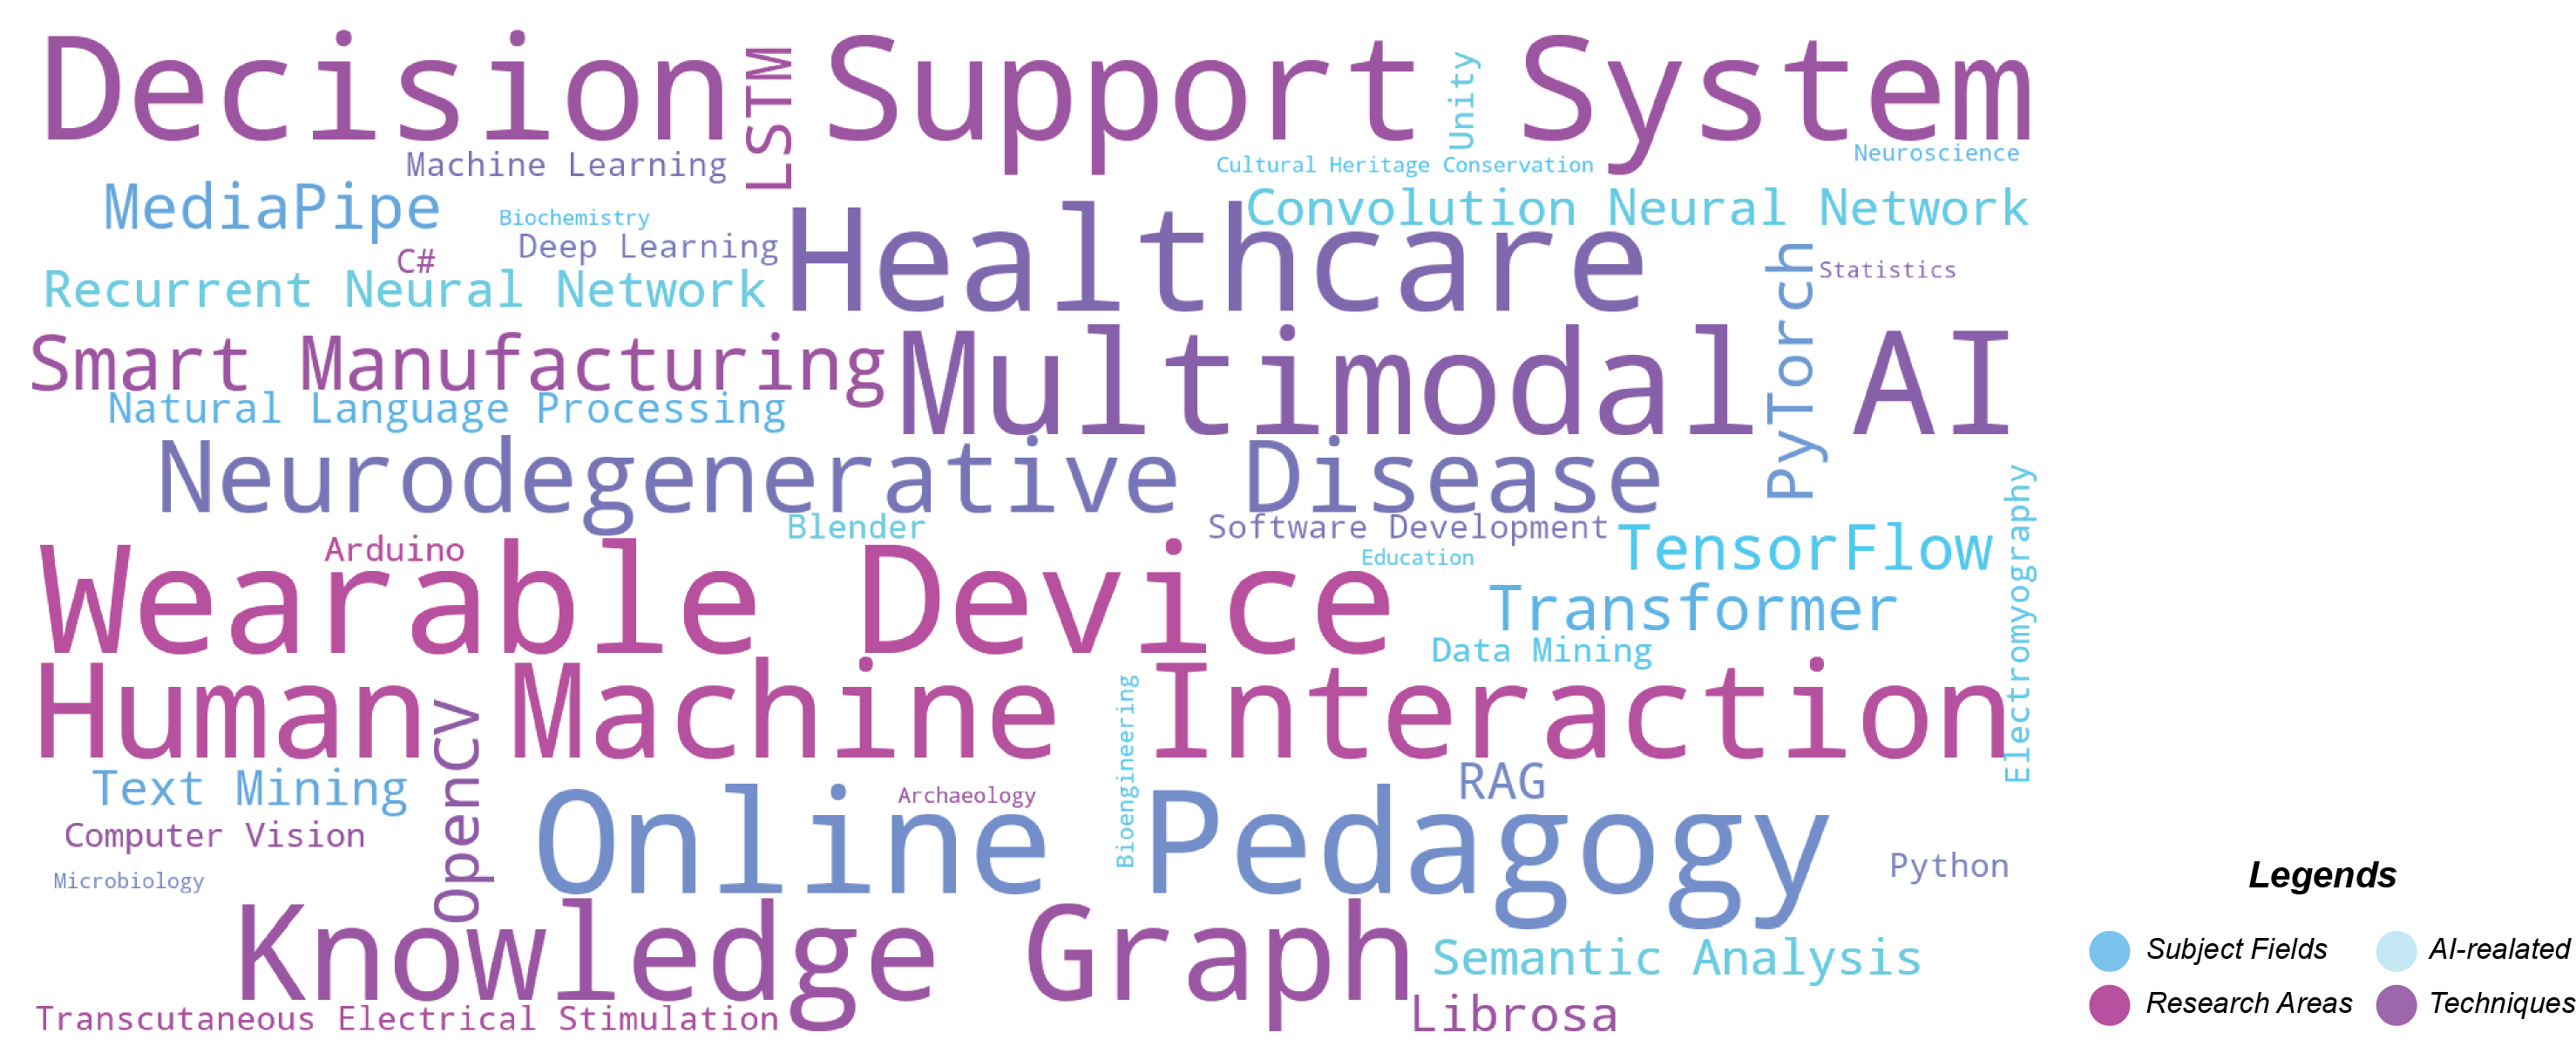 Decision Support System
LSTM
Unity
Machine Learning
Cultural Heritage Conservation
Neuroscience
MediaPipe
Biochemistry
Convolution Neural Network
C#
Deep Learning
Healthcare
PyTorch
Statistics
Recurrent Neural Network
Smart Manufacturing
Multimodal AI
Natural Language Processing
Neurodegenerative Disease
Electromyography
Blender
Software Development
TensorFlow
Arduino
Education
Wearable Device
Transformer
Data Mining
Human Machine Interaction
OpenCV
Bioengineering
Text Mining
RAG
Archaeology
Online Pedagogy
Computer Vision
Python
Microbiology
Knowledge Graph
Semantic Analysis
Transcutaneous Electrical Stimulation
Librosa
Legends
Subject Fields
AI-realated
Research Areas
Techniques